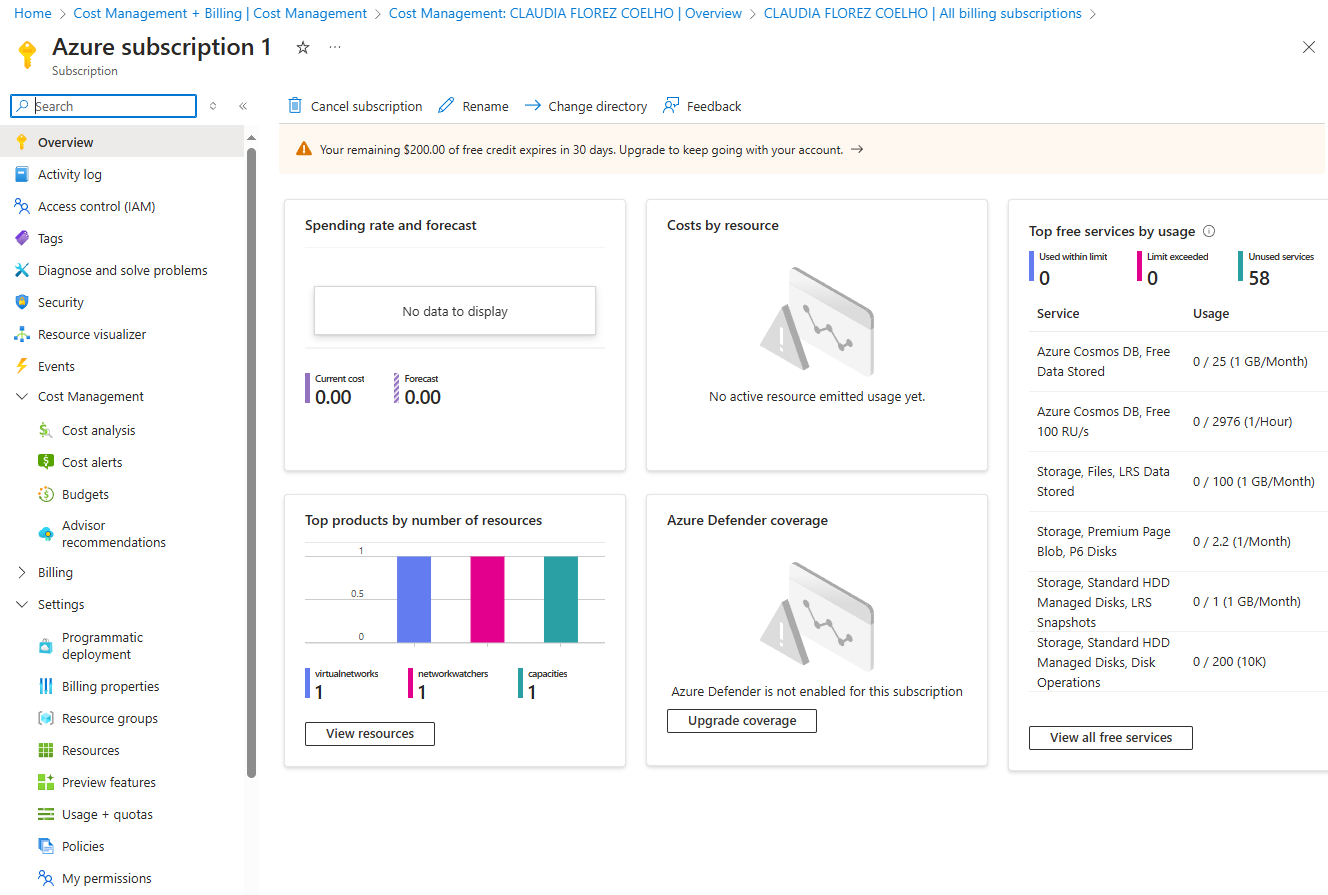 Home > Cost Management + Billing | Cost Management > Cost Management: CLAUDIA FLOREZ COELHO | Overview > CLAUDIA FLOREZ COELHO | All billing subscriptions >
Azure subscription 1
Subscription
Search
Overview
Activity log
Access control (IAM)
Tags
Diagnose and solve problems
Security
Resource visualizer
Events
Cost Management
Cost analysis
Cost alerts
Budgets
Advisor
recommendations
Billing
Settings
Programmatic
deployment
Billing properties
Resource groups
Resources
Preview features
Usage + quotas
Policies
My permissions
Cancel subscription Rename Change directory Feedback
Your remaining $200.00 of free credit expires in 30 days. Upgrade to keep going with your account. →
Spending rate and forecast
No data to display
Current cost Forecast
0.00 0.00
Costs by resource
No active resource emitted usage yet.
Top products by number of resources
1
0.5
0
virtualnetworks networkwatchers capacities
1 1 1
View resources
Azure Defender coverage
Azure Defender is not enabled for this subscription
Upgrade coverage
Top free services by usage
Used within limit Limit exceeded Unused services
0 0 58
Service Usage
Azure Cosmos DB, Free
Data Stored
0 / 25 (1 GB/Month)
Azure Cosmos DB, Free
100 RU/s
0 / 2976 (1/Hour)
Storage, Files, LRS Data
Stored
0 / 100 (1 GB/Month)
Storage, Premium Page
Blob, P6 Disks
0 / 2.2 (1/Month)
Storage, Standard HDD
Managed Disks, LRS
Snapshots
0 / 1 (1 GB/Month)
Storage, Standard HDD
Managed Disks, Disk
Operations
0 / 200 (10K)
View all free services